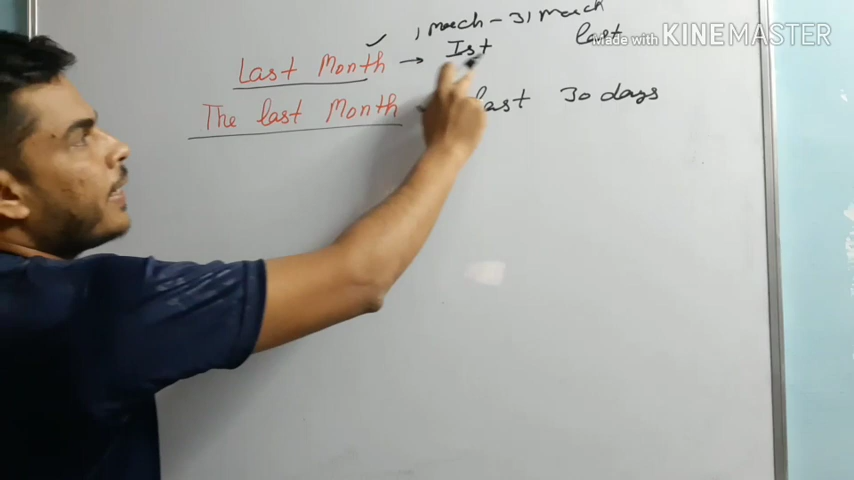 1 march - 31 march
Last Month ✓ → Ist last
The last Month last 30 days
Made with KINEMASTER